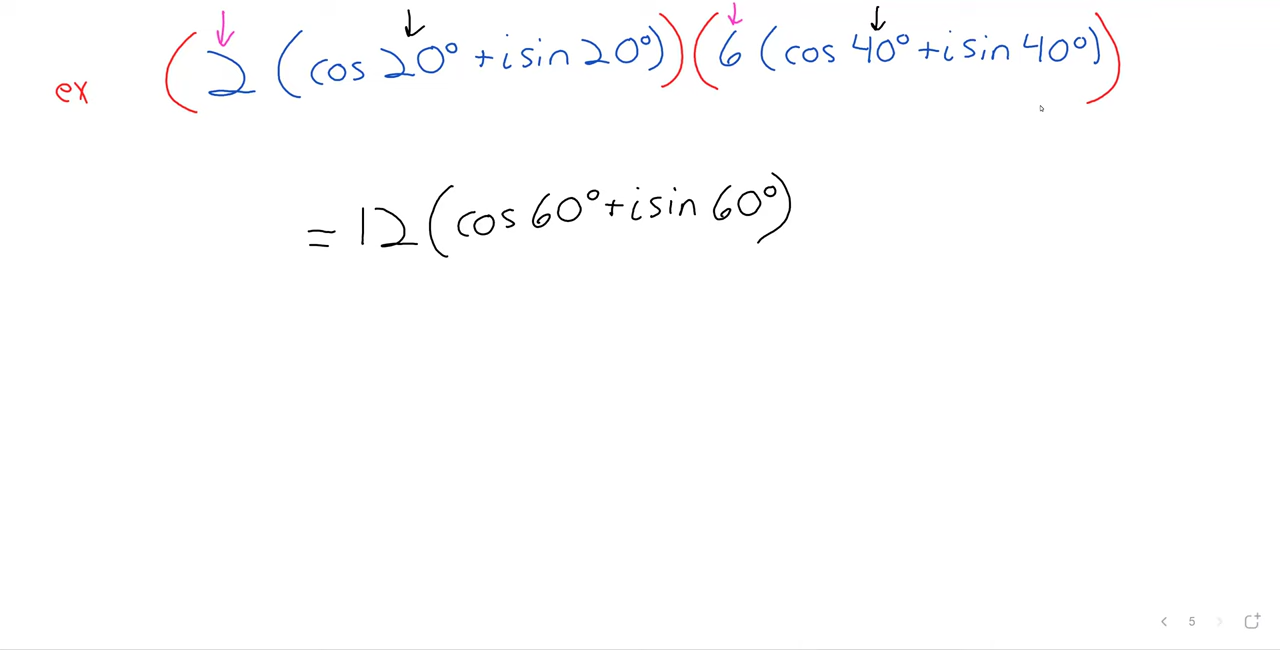 ex (2 (cos 20° + i sin 20°)) (6 (cos 40° + i sin 40°))
= 12 (cos 60° + i sin 60°)
5